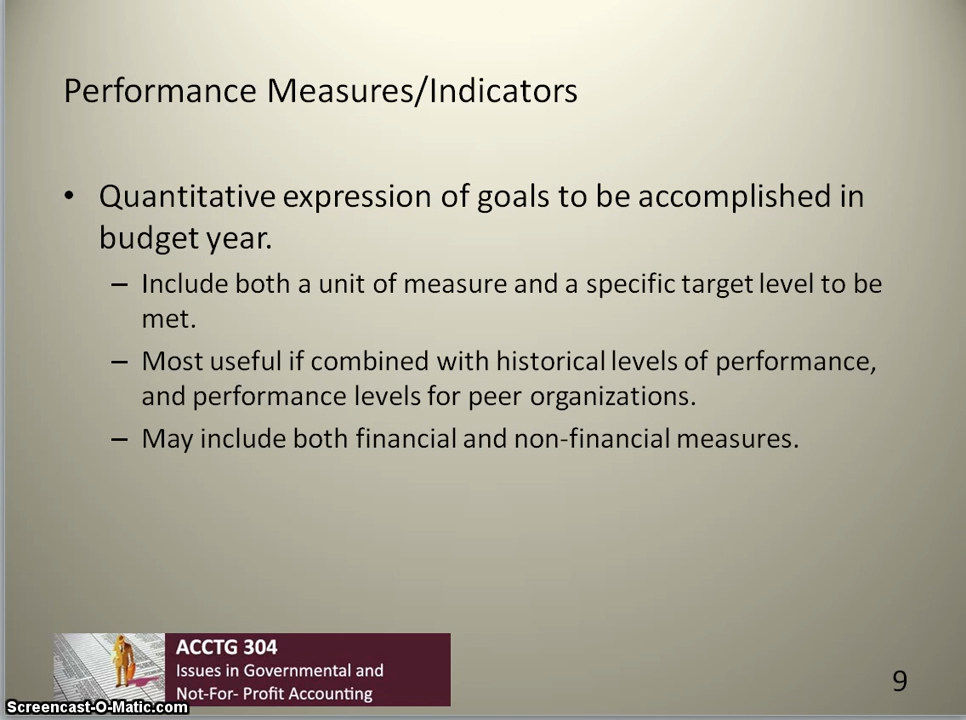 Performance Measures/Indicators
• Quantitative expression of goals to be accomplished in
budget year.
– Include both a unit of measure and a specific target level to be
met.
– Most useful if combined with historical levels of performance,
and performance levels for peer organizations.
– May include both financial and non-financial measures.
ACCTG 304
Issues in Governmental and
Not-For- Profit Accounting
9
Screencast-O-Matic.com